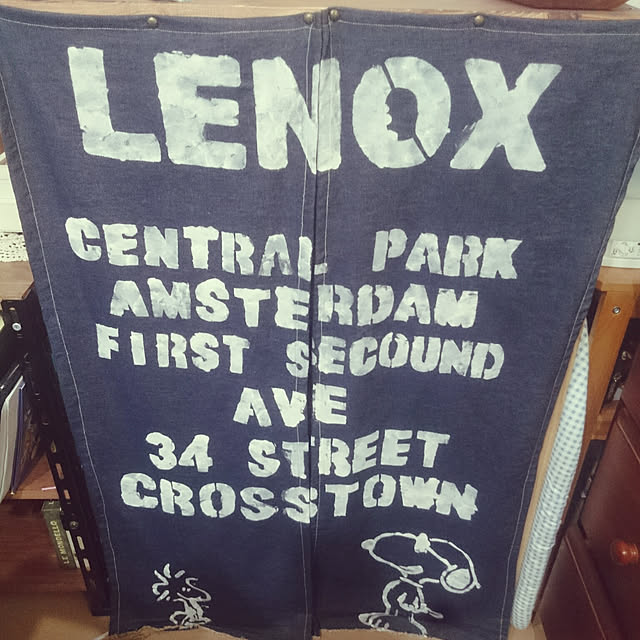 LENOX
CENTRAL PARK
AMSTERDAM
FIRST SECOUND
AVE
34 STREET
CROSSTOWN